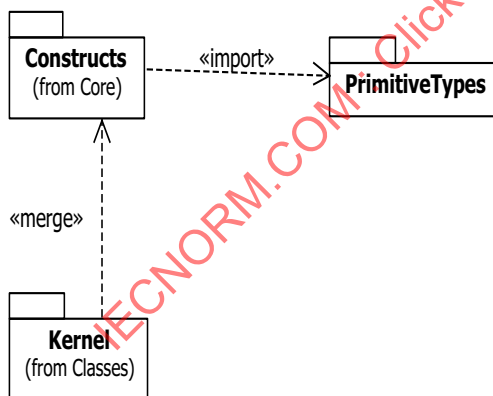 Constructs
(from Core)
«import»
PrimitiveTypes
«merge»
Kernel
(from Classes)
IECNORM.COM : Click